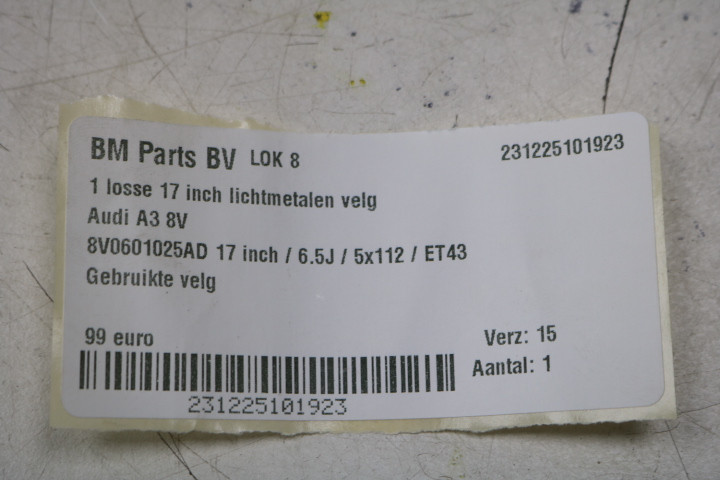 BM Parts BV LOK 8 231225101923
1 losse 17 inch lichtmetalen velg
Audi A3 8V
8V0601025AD 17 inch / 6.5J / 5x112 / ET43
Gebruikte velg
99 euro Verz: 15
Aantal: 1
231225101923